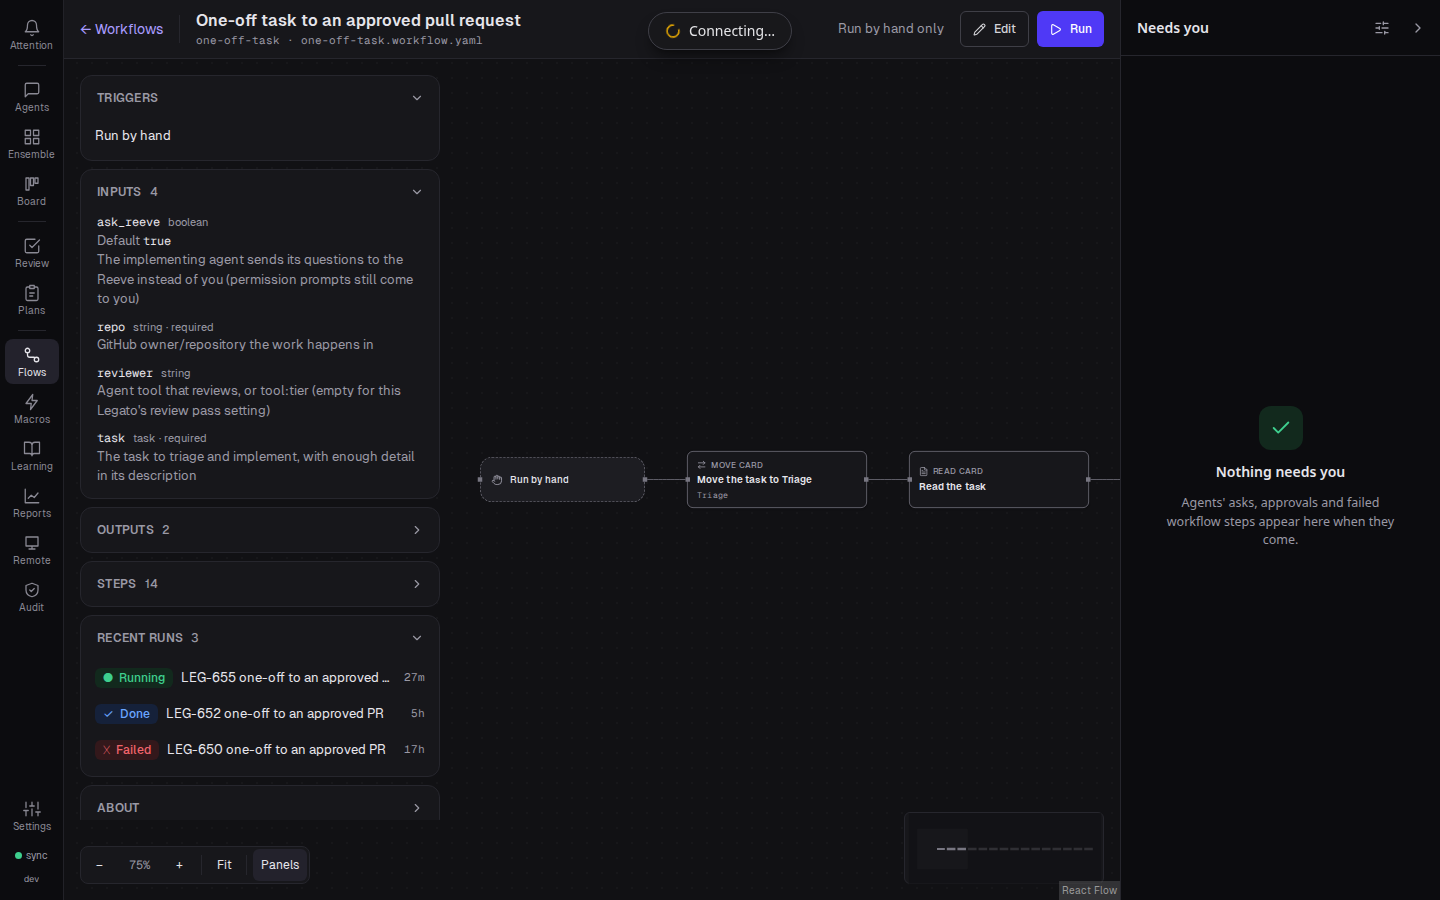 Attention
Agents
Ensemble
Board
Review
Plans
Flows
Macros
Learning
Reports
Remote
Audit
Settings
sync
dev
← Workflows
One-off task to an approved pull request
one-off-task · one-off-task.workflow.yaml
Connecting...
Run by hand only
Edit
Run
TRIGGERS
Run by hand
INPUTS 4
ask_reeve boolean
Default true
The implementing agent sends its questions to the
Reeve instead of you (permission prompts still come
to you)
repo string · required
GitHub owner/repository the work happens in
reviewer string
Agent tool that reviews, or tool:tier (empty for this
Legato's review pass setting)
task task · required
The task to triage and implement, with enough detail
in its description
OUTPUTS 2
STEPS 14
RECENT RUNS 3
Running LEG-655 one-off to an approved ... 27m
Done LEG-652 one-off to an approved PR 5h
Failed LEG-650 one-off to an approved PR 17h
ABOUT
− 75% + Fit Panels
Run by hand
MOVE CARD
Move the task to Triage
Triage
READ CARD
Read the task
React Flow
Needs you
Nothing needs you
Agents' asks, approvals and failed
workflow steps appear here when they
come.